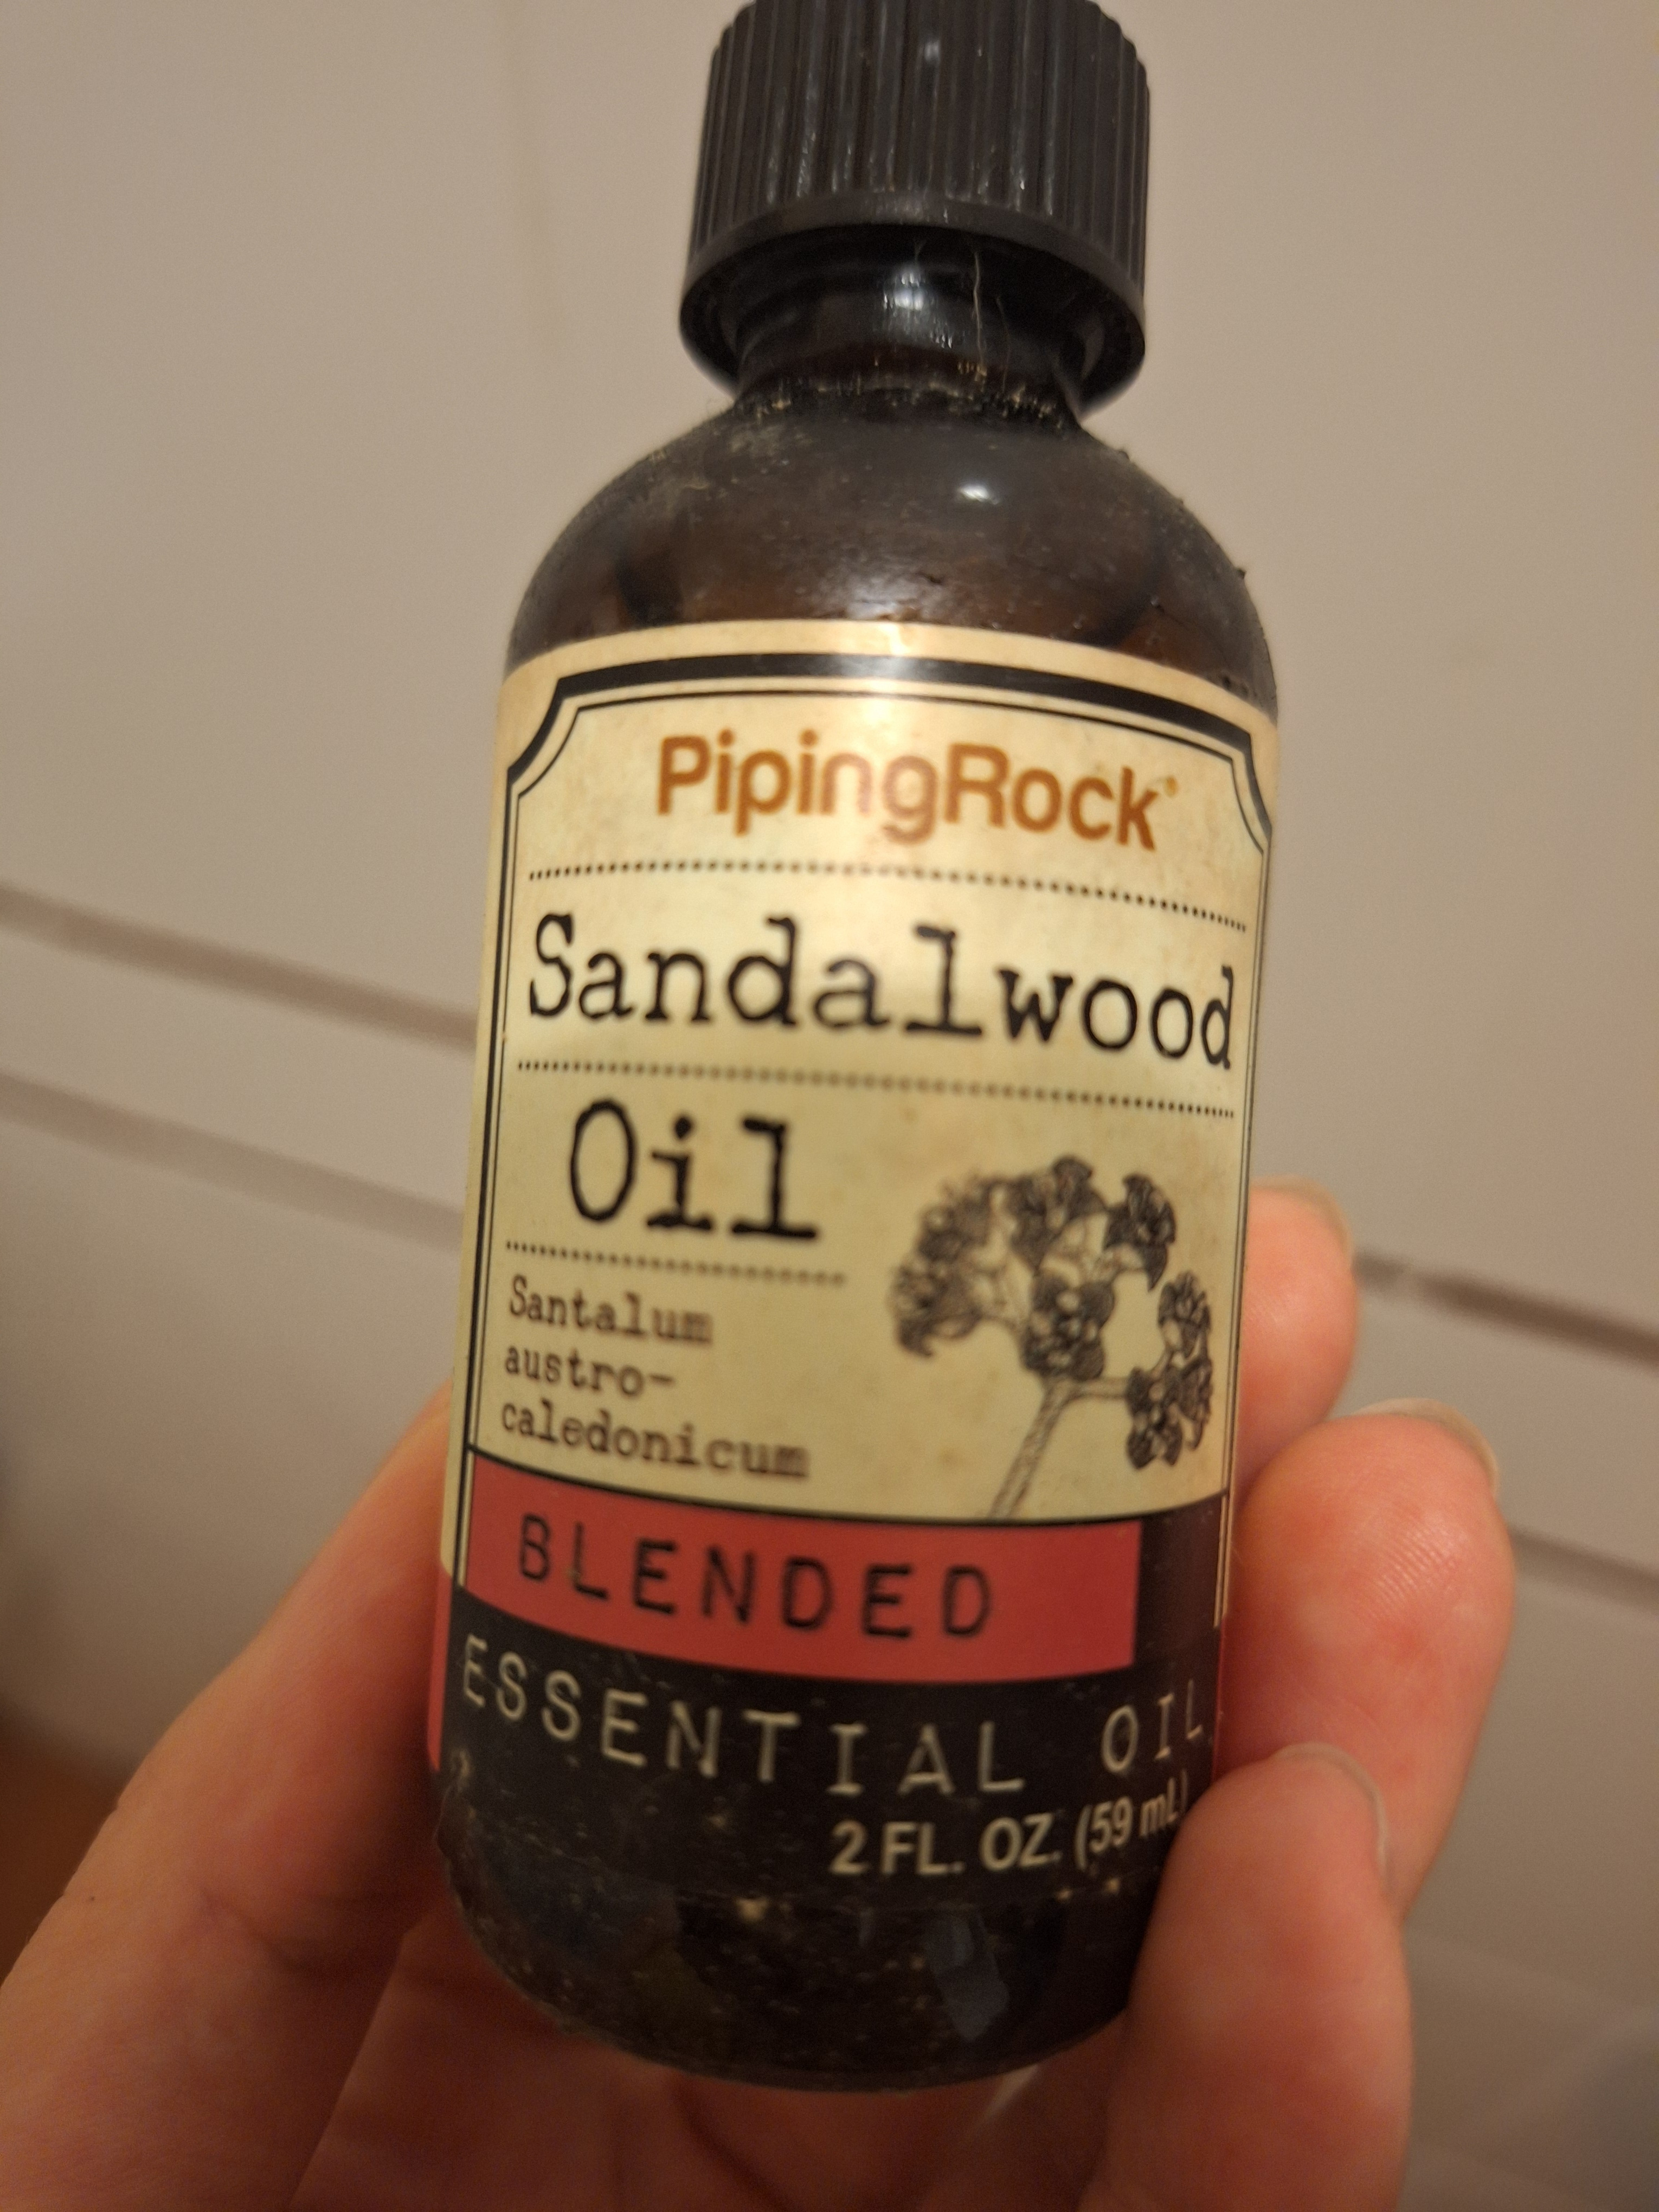 PipingRock®
Sandalwood
Oil
Santalum
austro-
caledonicum
BLENDED
ESSENTIAL OIL
2 FL. OZ. (59 mL)